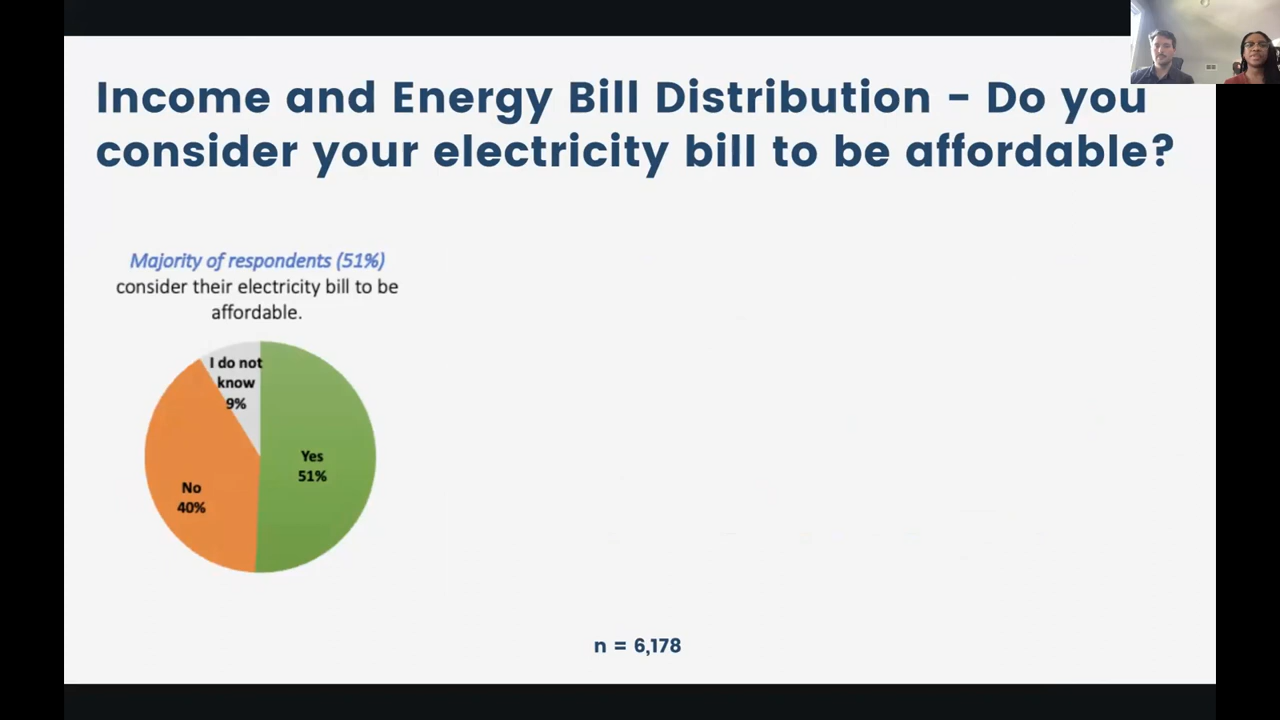 Income and Energy Bill Distribution - Do you
consider your electricity bill to be affordable?
Majority of respondents (51%)
consider their electricity bill to be
affordable.
I do not
know
9%
Yes
51%
No
40%
n = 6,178